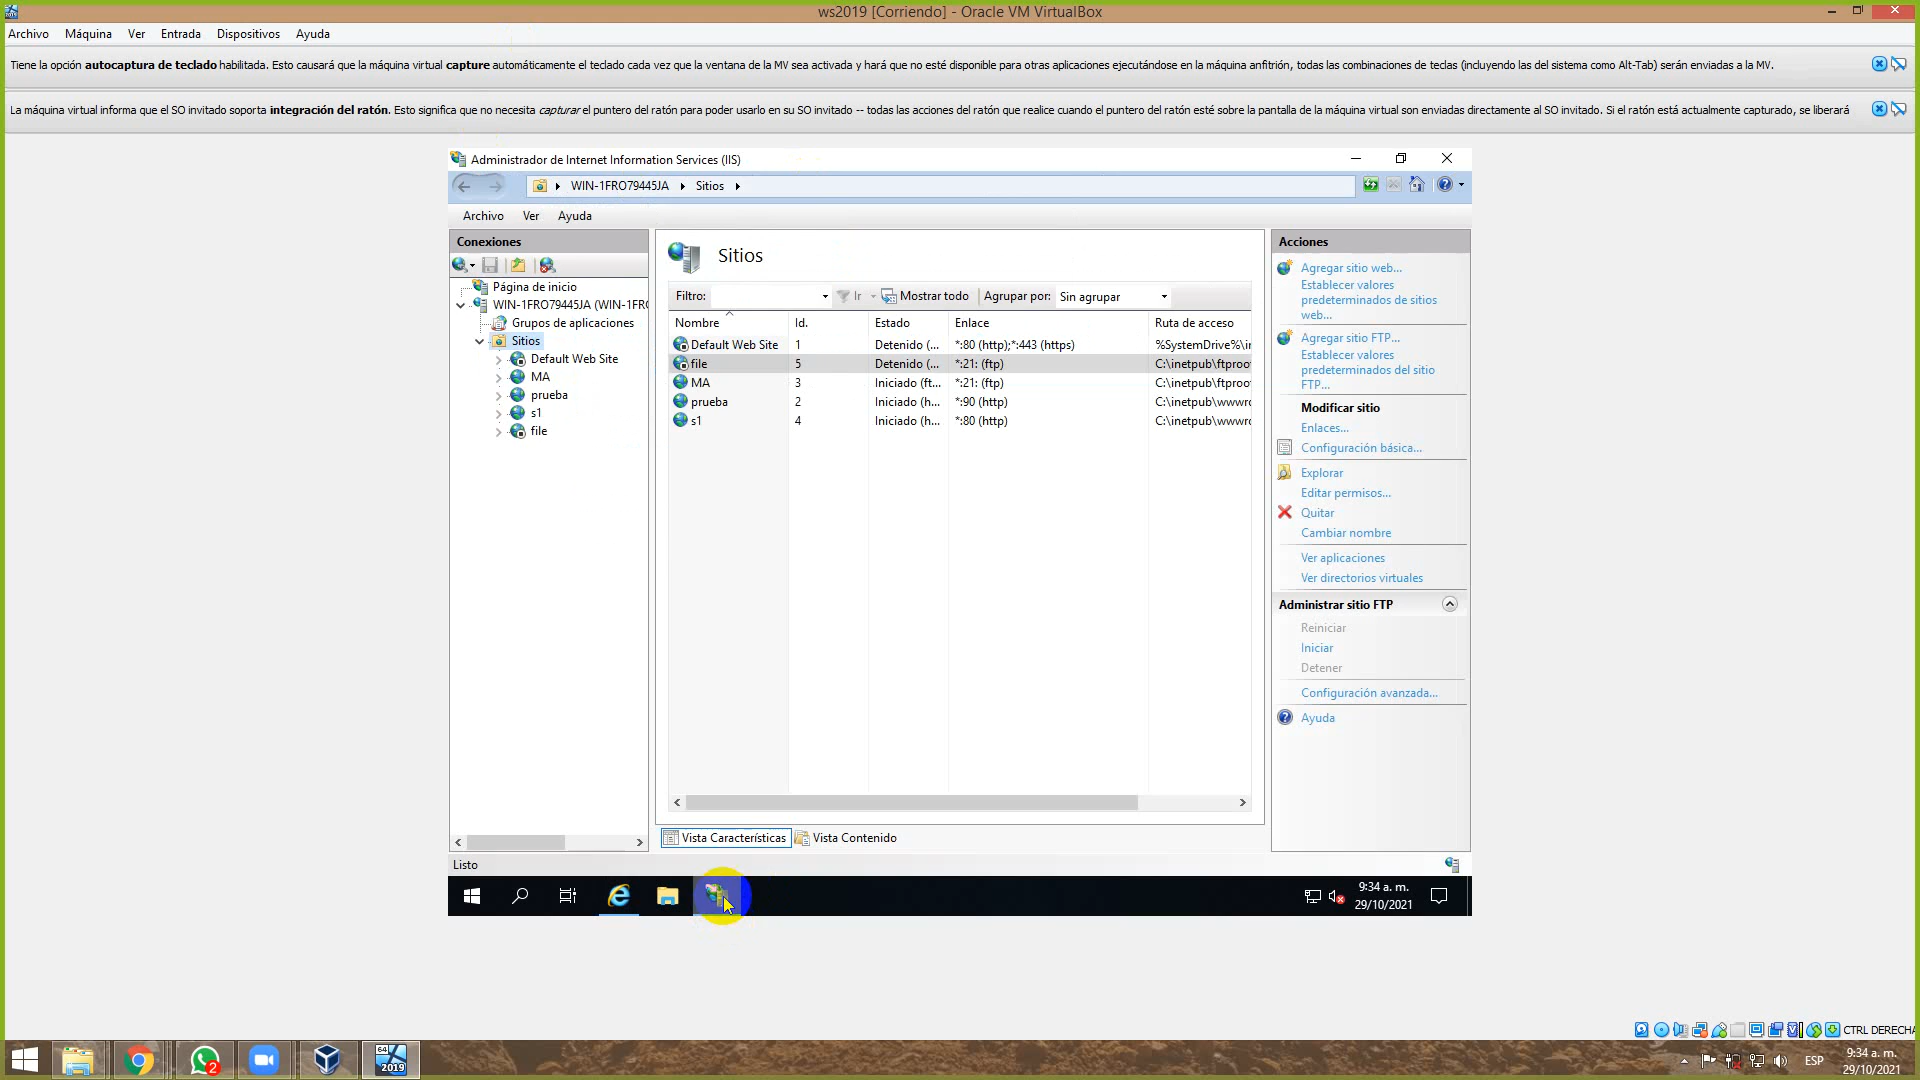 ws2019 [Corriendo] - Oracle VM VirtualBox
Archivo Máquina Ver Entrada Dispositivos Ayuda
Tiene la opción autocaptura de teclado habilitada. Esto causará que la máquina virtual capture automáticamente el teclado cada vez que la ventana de la MV sea activada y hará que no esté disponible para otras aplicaciones ejecutándose en la máquina anfitrión, todas las combinaciones de teclas (incluyendo las del sistema como Alt-Tab) serán enviadas a la MV.
La máquina virtual informa que el SO invitado soporta integración del ratón. Esto significa que no necesita capturar el puntero del ratón para poder usarlo en su SO invitado -- todas las acciones del ratón que realice cuando el puntero del ratón esté sobre la pantalla de la máquina virtual son enviadas directamente al SO invitado. Si el ratón está actualmente capturado, se liberará
Administrador de Internet Information Services (IIS)
WIN-1FRO79445JA Sitios
Archivo Ver Ayuda
Conexiones
Página de inicio
WIN-1FRO79445JA (WIN-1FRO
Grupos de aplicaciones
Sitios
Default Web Site
MA
prueba
s1
file
Sitios
Filtro: Ir Mostrar todo Agrupar por: Sin agrupar
Nombre Id. Estado Enlace Ruta de acceso
Default Web Site 1 Detenido (... *:80 (http);*:443 (https) %SystemDrive%\in
file 5 Detenido (... *:21: (ftp) C:\inetpub\ftproot
MA 3 Iniciado (ft... *:21: (ftp) C:\inetpub\ftproot
prueba 2 Iniciado (h... *:90 (http) C:\inetpub\wwwro
s1 4 Iniciado (h... *:80 (http) C:\inetpub\wwwro
Vista Características Vista Contenido
Acciones
Agregar sitio web...
Establecer valores
predeterminados de sitios
web...
Agregar sitio FTP...
Establecer valores
predeterminados del sitio
FTP...
Modificar sitio
Enlaces...
Configuración básica...
Explorar
Editar permisos...
Quitar
Cambiar nombre
Ver aplicaciones
Ver directorios virtuales
Administrar sitio FTP
Reiniciar
Iniciar
Detener
Configuración avanzada...
Ayuda
Listo
9:34 a. m.
29/10/2021
CTRL DERECHA
2
64
2019
ESP
9:34 a. m.
29/10/2021